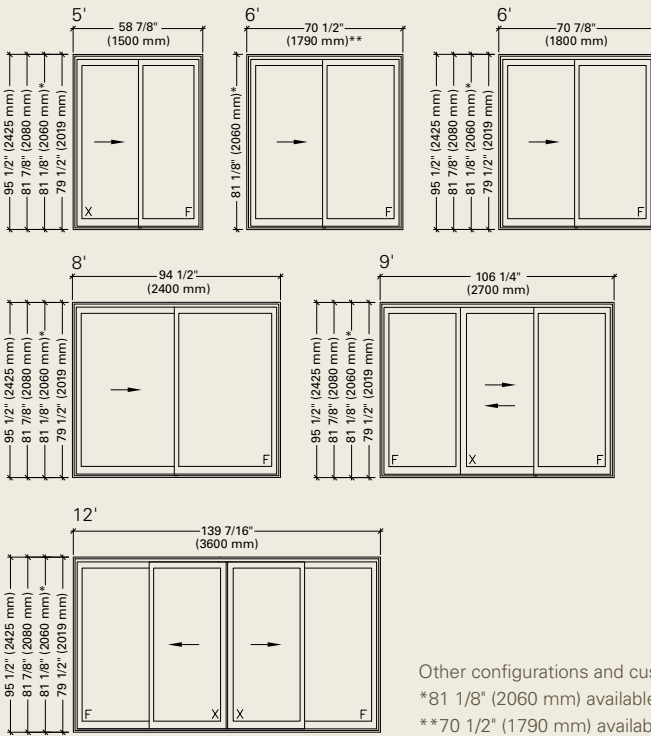 5'
58 7/8"
(1500 mm)
95 1/2" (2425 mm)
81 7/8" (2080 mm)
81 1/8" (2060 mm)*
79 1/2" (2019 mm)
X
F
6'
70 1/2"
(1790 mm)**
81 1/8" (2060 mm)*
F
6'
70 7/8"
(1800 mm)
95 1/2" (2425 mm)
81 7/8" (2080 mm)
81 1/8" (2060 mm)*
79 1/2" (2019 mm)
F
8'
94 1/2"
(2400 mm)
95 1/2" (2425 mm)
81 7/8" (2080 mm)
81 1/8" (2060 mm)*
79 1/2" (2019 mm)
F
9'
106 1/4"
(2700 mm)
95 1/2" (2425 mm)
81 7/8" (2080 mm)
81 1/8" (2060 mm)*
79 1/2" (2019 mm)
F
X
F
12'
139 7/16"
(3600 mm)
95 1/2" (2425 mm)
81 7/8" (2080 mm)
81 1/8" (2060 mm)*
79 1/2" (2019 mm)
F
X
X
F
Other configurations and
*81 1/8" (2060 mm)
**70 1/2" (1790 mm)